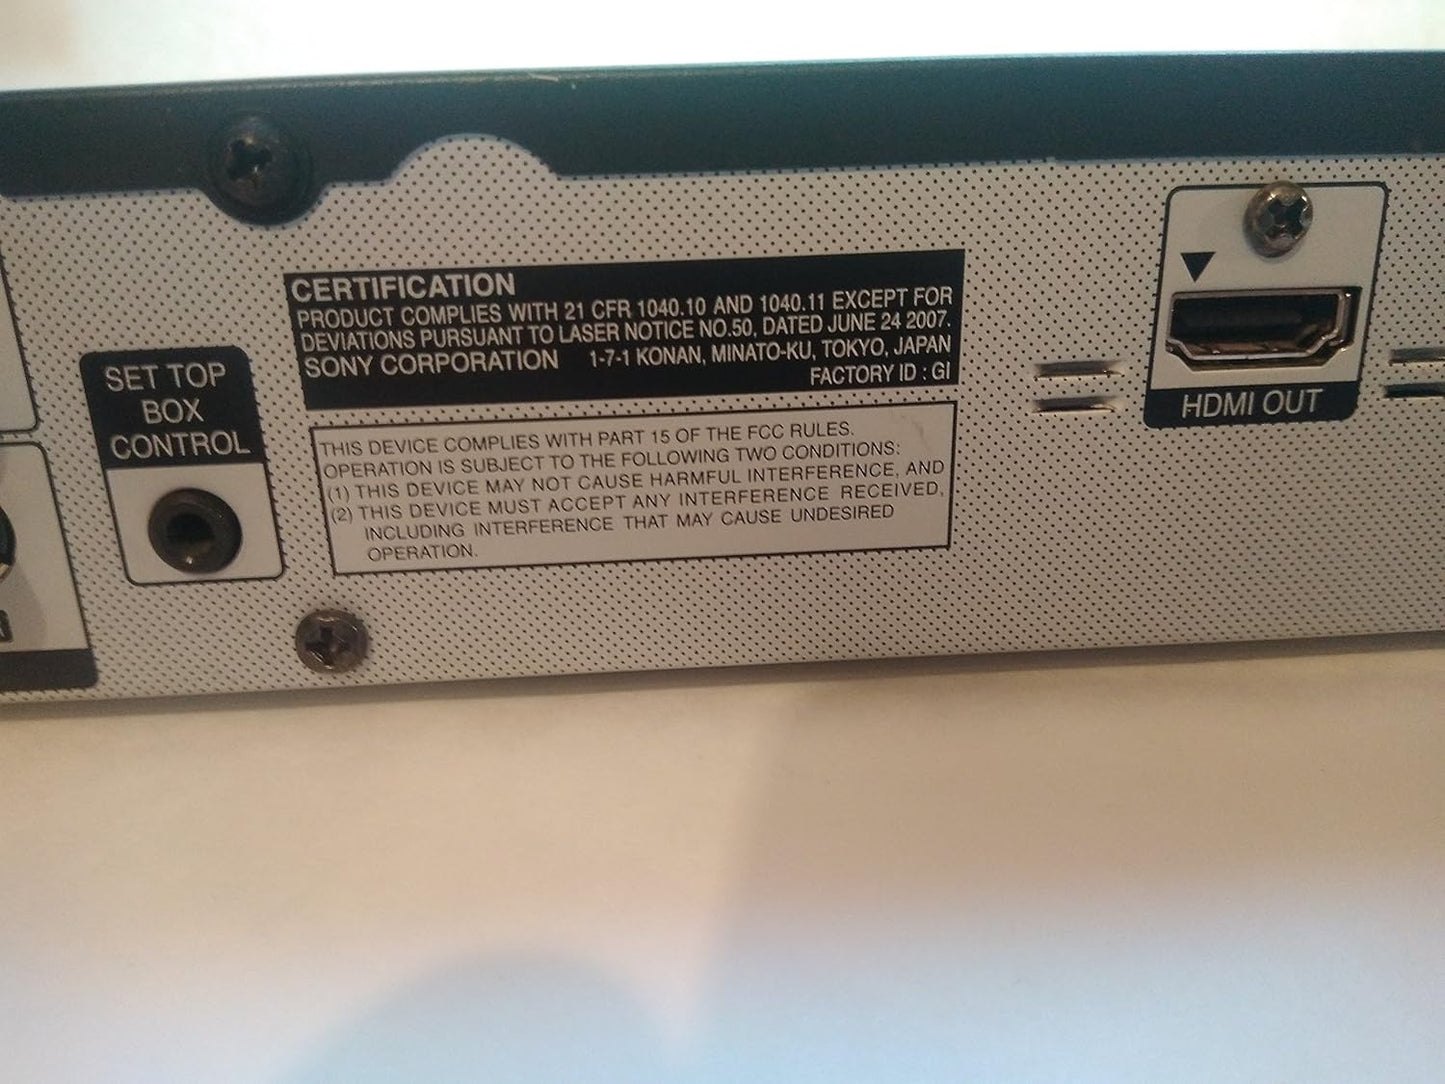 SET TOP
BOX
CONTROL
CERTIFICATION
PRODUCT COMPLIES WITH 21 CFR 1040.10 AND 1040.11 EXCEPT FOR
DEVIATIONS PURSUANT TO LASER NOTICE NO.50, DATED JUNE 24 2007.
SONY CORPORATION 1-7-1 KONAN, MINATO-KU, TOKYO, JAPAN
FACTORY ID : GI
THIS DEVICE COMPLIES WITH PART 15 OF THE FCC RULES.
OPERATION IS SUBJECT TO THE FOLLOWING TWO CONDITIONS:
(1) THIS DEVICE MAY NOT CAUSE HARMFUL INTERFERENCE, AND
(2) THIS DEVICE MUST ACCEPT ANY INTERFERENCE RECEIVED,
INCLUDING INTERFERENCE THAT MAY CAUSE UNDESIRED
OPERATION.
HDMI OUT